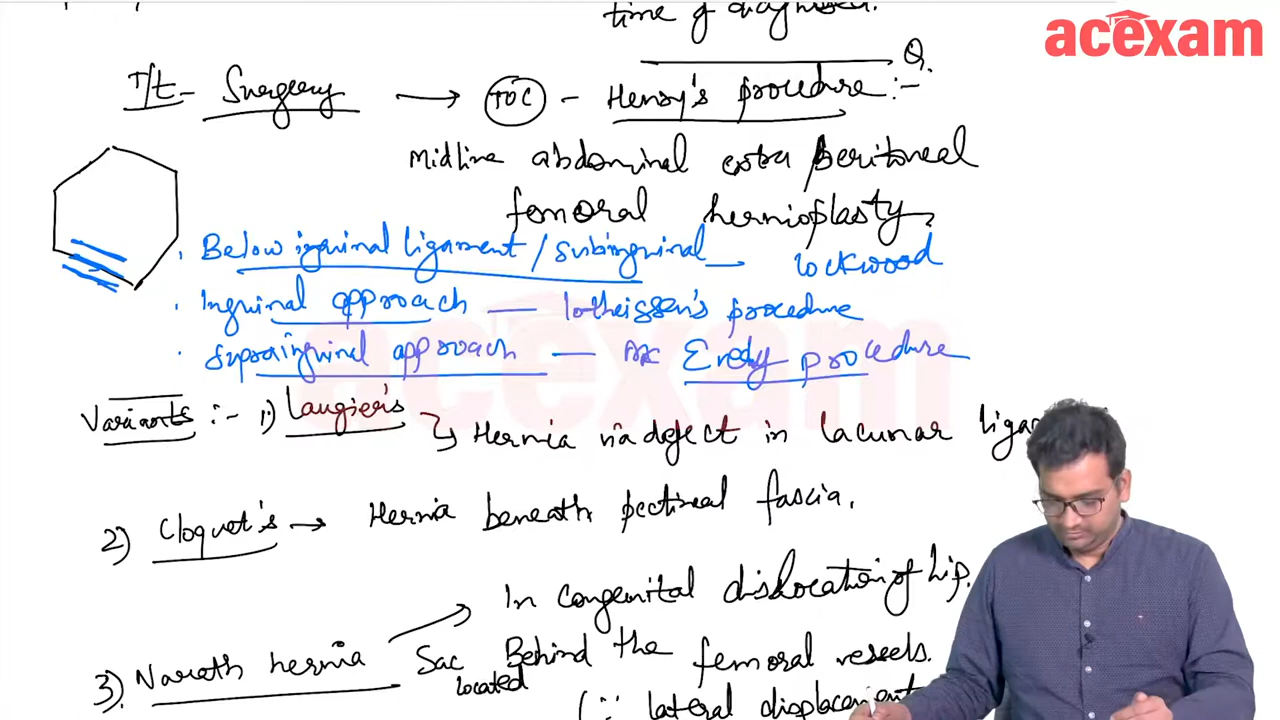 time of diagnosed.
acexam
T/t- Surgery → TOC - Henry's procedure :- Q.
Midline abdominal extra peritoneal
femoral hernioplasty.
. Below inguinal ligament / Subinguinal — lockwood
. Inguinal approach — lotheissen's procedure
. Suprainguinal approach — Mc Evedy procedure
acexam
Variants :- 1) Laugier's ↳ Hernia via defect in lacunar
2) Cloquet's → Hernia beneath pectineal fascia.
In congenital dislocation of hip.
3). Narath hernia Sac located Behind the femoral vessels.
(∵ lateral displacement